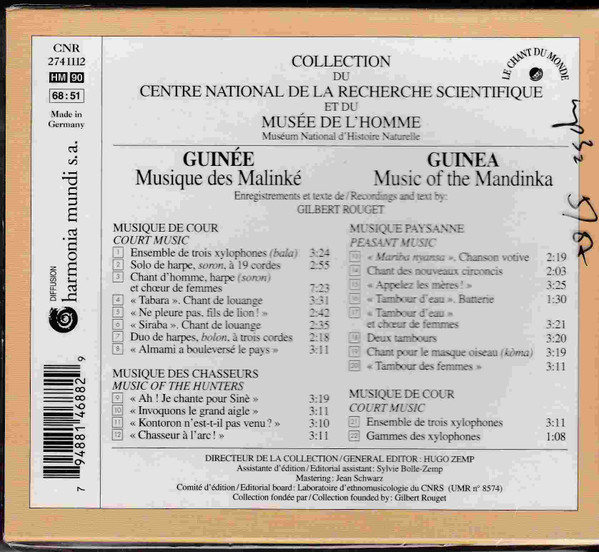 CNR
2741112
HM 90
68:51
Made in
Germany
DIFFUSION
harmonia mundi s.a.
7 94881 46882 9
COLLECTION
DU
CENTRE NATIONAL DE LA RECHERCHE SCIENTIFIQUE
ET DU
MUSÉE DE L'HOMME
Muséum National d'Histoire Naturelle
LE CHANT DU MONDE
GUINÉE
Musique des Malinké
GUINEA
Music of the Mandinka
Enregistrements et texte de/Recordings and text by:
GILBERT ROUGET
MUSIQUE DE COUR
COURT MUSIC
1 Ensemble de trois xylophones (bala) 3:24
2 Solo de harpe, soron, à 19 cordes 2:55
3 Chant d'homme, harpe (soron)
et chœur de femmes 7:23
4 « Tabara ». Chant de louange 3:31
5 « Ne pleure pas, fils de lion ! » 2:42
6 « Siraba ». Chant de louange 2:35
7 Duo de harpes, bolon, à trois cordes 2:18
8 « Almami a bouleversé le pays » 3:11
MUSIQUE DES CHASSEURS
MUSIC OF THE HUNTERS
9 « Ah ! Je chante pour Sinè » 3:19
10 « Invoquons le grand aigle » 3:11
11 « Kontoron n'est-t-il pas venu ? » 3:10
12 « Chasseur à l'arc ! » 3:11
MUSIQUE PAYSANNE
PEASANT MUSIC
13 « Mariba nyansa ». Chanson votive 2:19
14 Chant des nouveaux circoncis 2:03
15 « Appelez les mères ! » 3:25
16 « Tambour d'eau ». Batterie 1:30
17 « Tambour d'eau »
et chœur de femmes 3:21
18 Deux tambours 3:20
19 Chant pour le masque oiseau (kòma) 3:19
20 « Tambour des femmes » 3:11
MUSIQUE DE COUR
COURT MUSIC
21 Ensemble de trois xylophones 3:11
22 Gammes des xylophones 1:08
DIRECTEUR DE LA COLLECTION/GENERAL EDITOR : HUGO ZEMP
Assistante d'édition/Editorial assistant : Sylvie Bolle-Zemp
Mastering : Jean Schwarz
Comité d'édition/Editorial board : Laboratoire d'ethnomusicologie du CNRS (UMR n° 8574)
Collection fondée par/Collection founded by : Gilbert Rouget